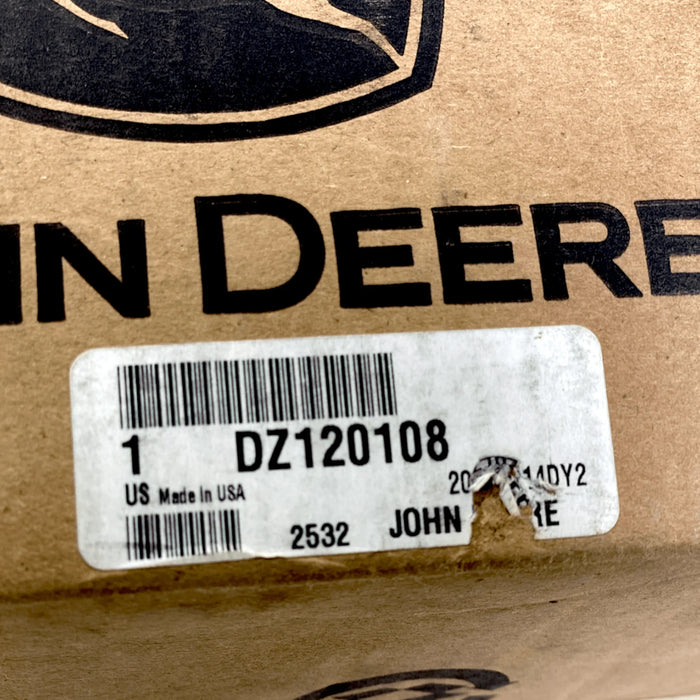 IN DEERE
1 DZ120108
US Made In USA
2532 JOHN RE